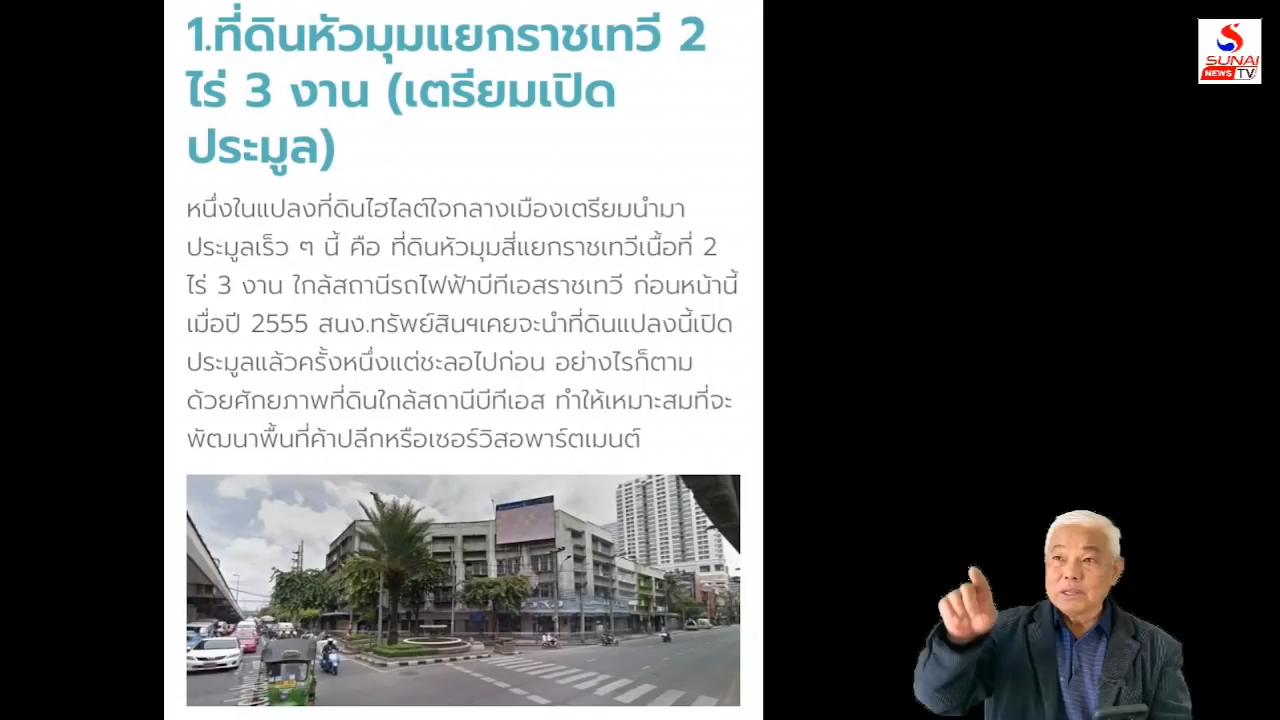 1.ที่ดินหัวมุมแยกราชเทวี 2
ไร่ 3 งาน (เตรียมเปิด
ประมูล)
หนึ่งในแปลงที่ดินไฮไลต์ใจกลางเมืองเตรียมนำมา
ประมูลเร็ว ๆ นี้ คือ ที่ดินหัวมุมสี่แยกราชเทวีเนื้อที่ 2
ไร่ 3 งาน ใกล้สถานีรถไฟฟ้าบีทีเอสราชเทวี ก่อนหน้านี้
เมื่อปี 2555 สนง.ทรัพย์สินฯเคยจะนำที่ดินแปลงนี้เปิด
ประมูลแล้วครั้งหนึ่งแต่ชะลอไปก่อน อย่างไรก็ตาม
ด้วยศักยภาพที่ดินใกล้สถานีบีทีเอส ทำให้เหมาะสมที่จะ
พัฒนาพื้นที่ค้าปลีกหรือเซอร์วิสอพาร์ตเมนต์
SUNAI
NEWS TV